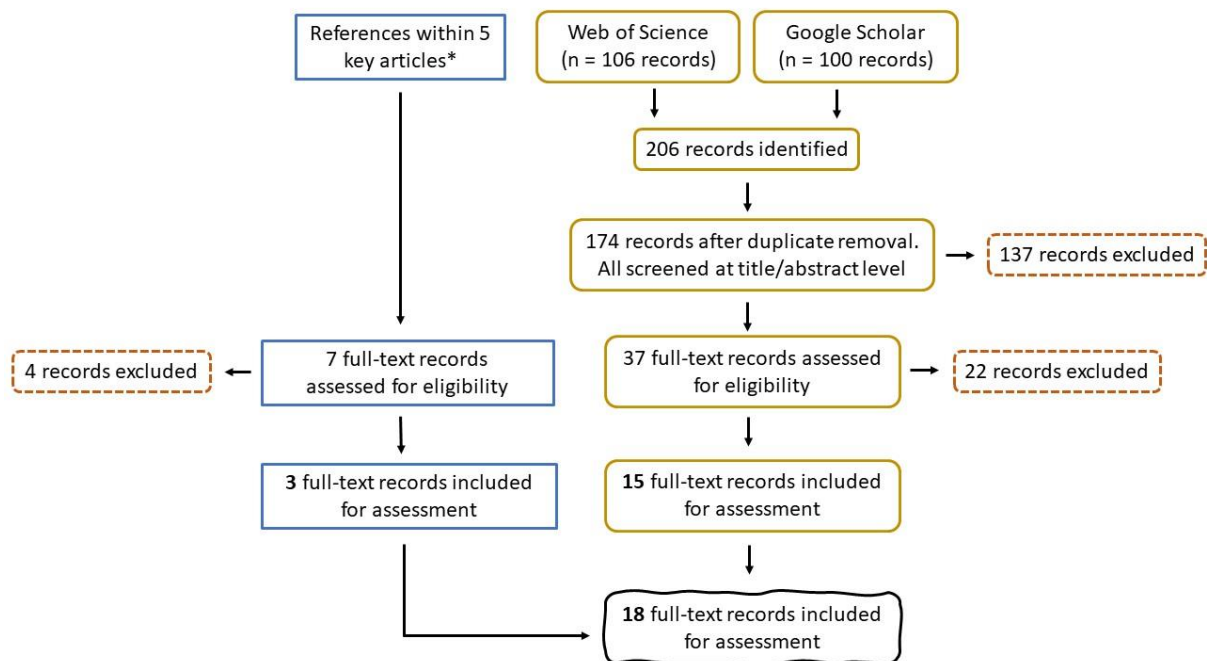 References within 5
key articles*
Web of Science
(n = 106 records)
Google Scholar
(n = 100 records)
206 records identified
174 records after duplicate removal.
All screened at title/abstract level
137 records excluded
4 records excluded
7 full-text records
assessed for eligibility
37 full-text records assessed
for eligibility
22 records excluded
3 full-text records included
for assessment
15 full-text records included
for assessment
18 full-text records included
for assessment